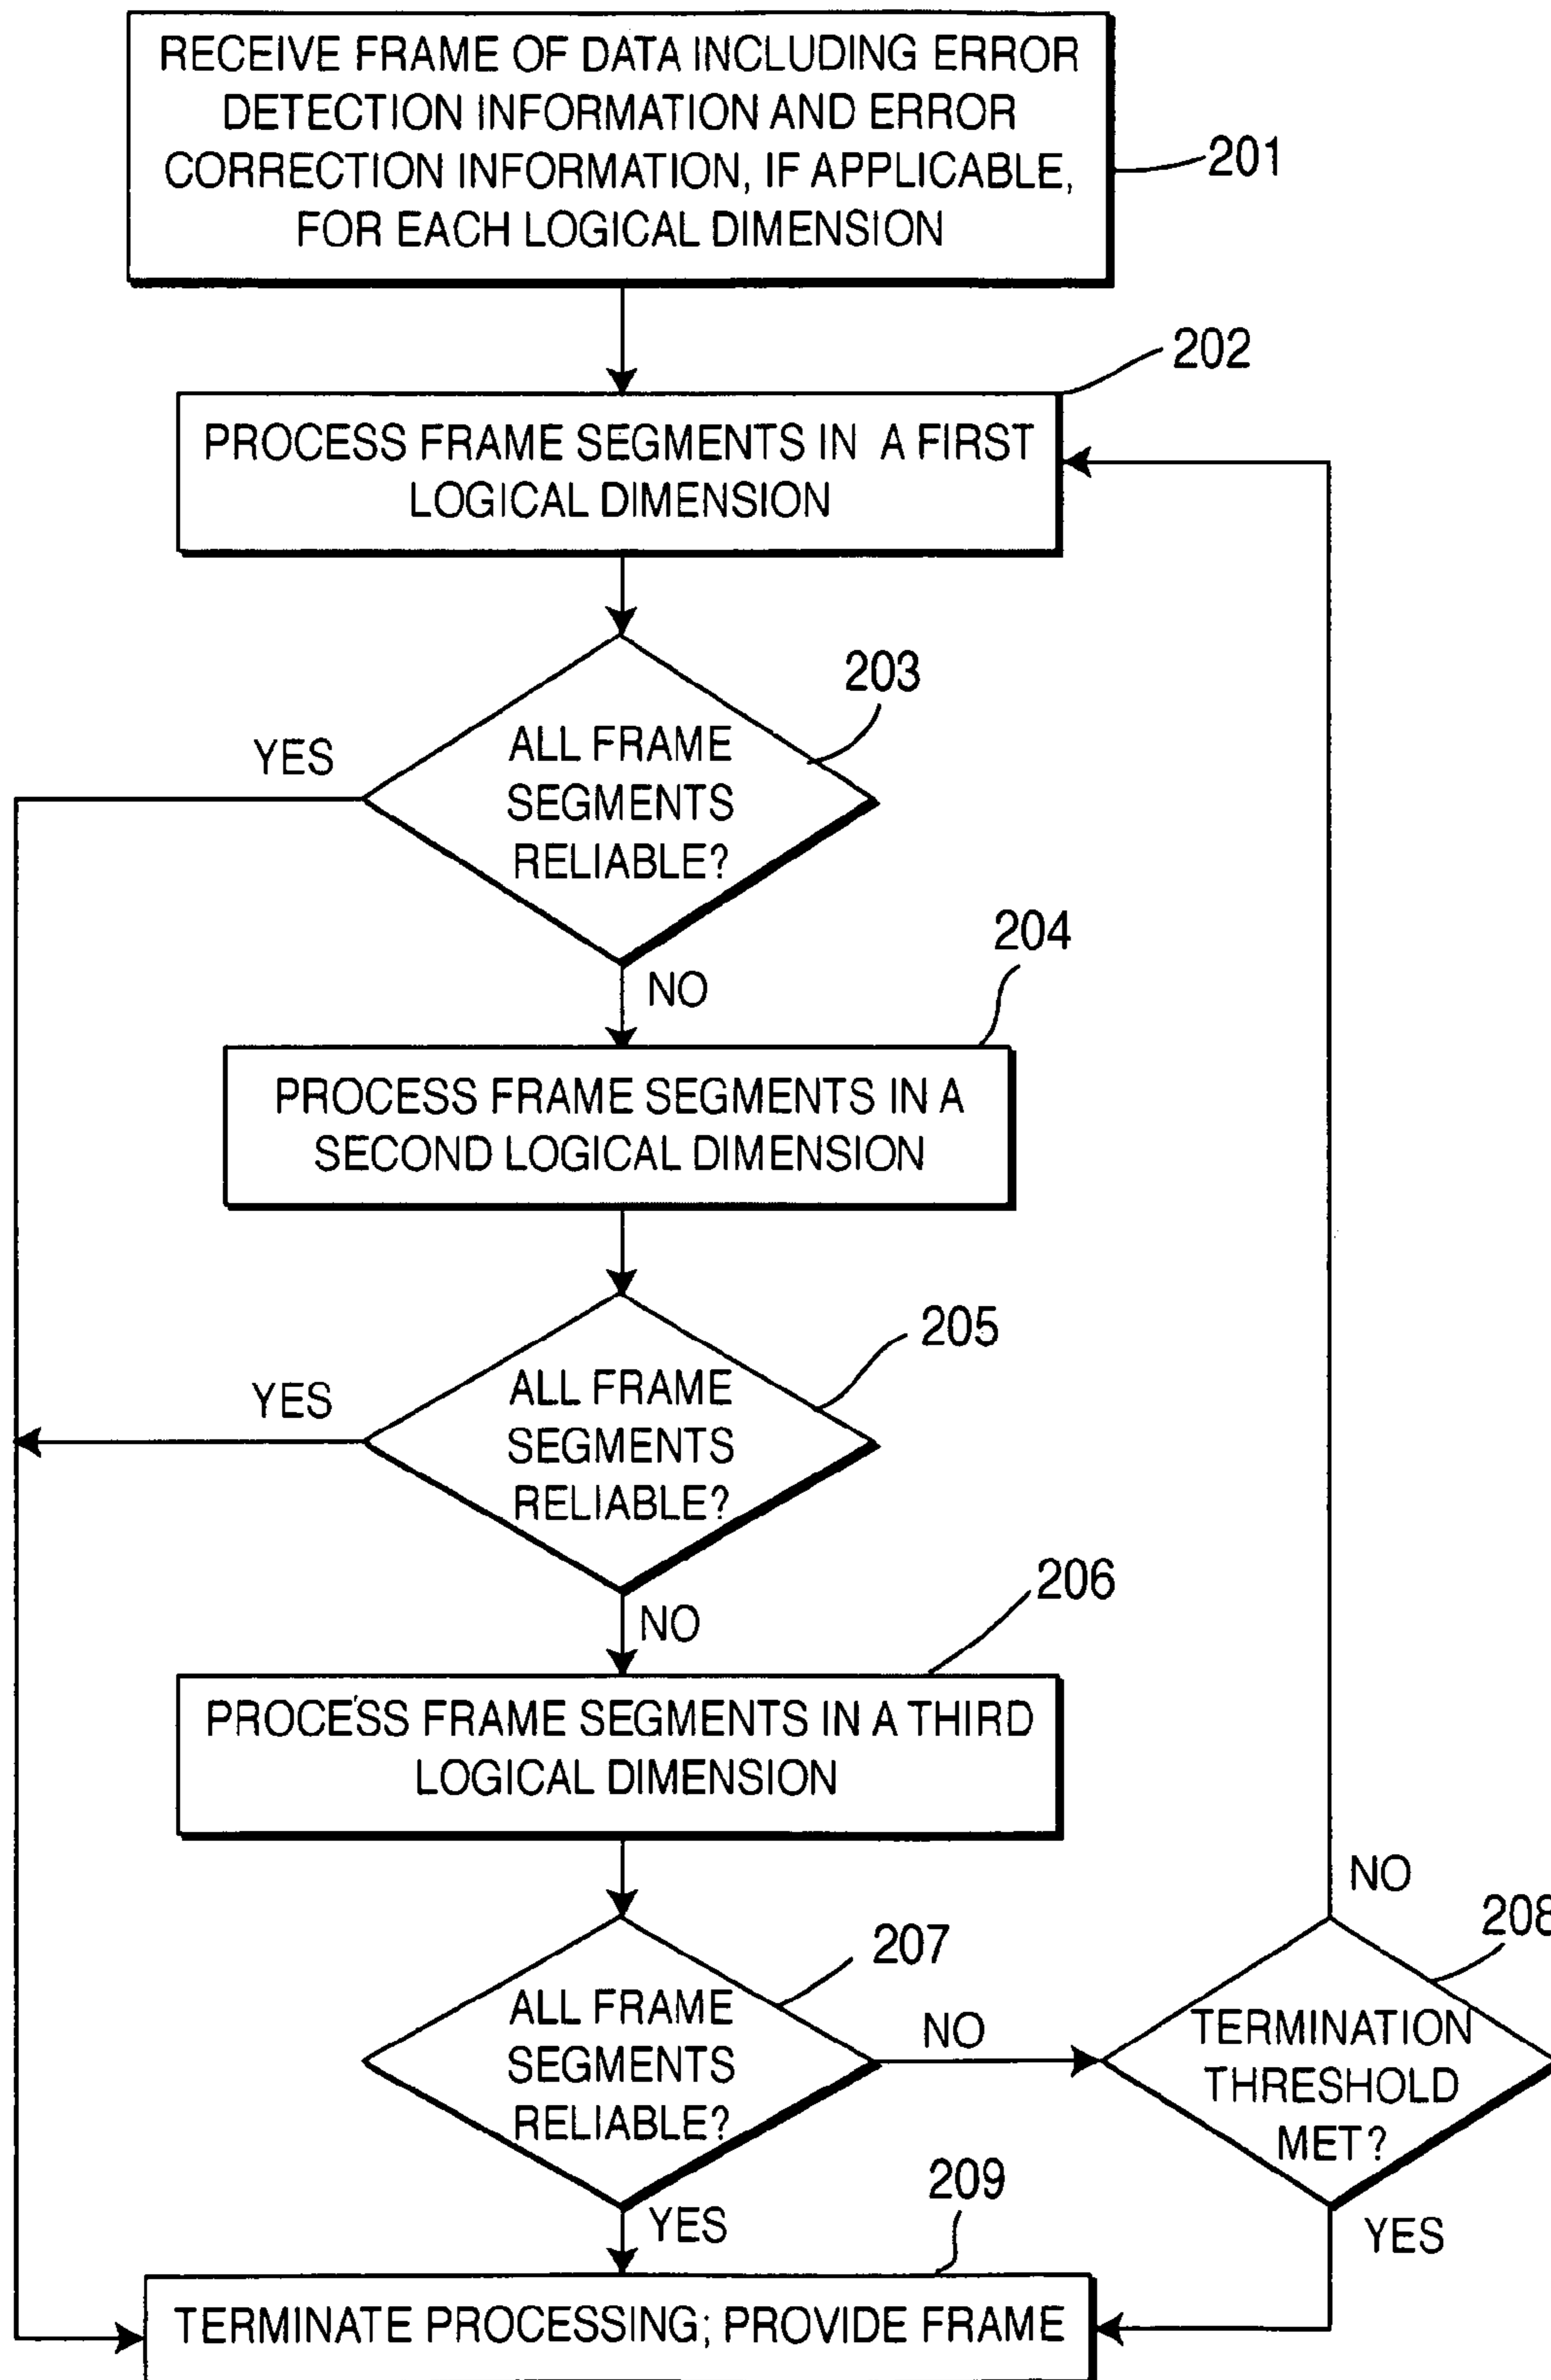 RECEIVE FRAME OF DATA INCLUDING ERROR
DETECTION INFORMATION AND ERROR
CORRECTION INFORMATION, IF APPLICABLE,
FOR EACH LOGICAL DIMENSION
201
202
PROCESS FRAME SEGMENTS IN A FIRST
LOGICAL DIMENSION
203
YES
ALL FRAME
SEGMENTS
RELIABLE?
NO
204
PROCESS FRAME SEGMENTS IN A
SECOND LOGICAL DIMENSION
205
YES
ALL FRAME
SEGMENTS
RELIABLE?
NO
206
PROCESS FRAME SEGMENTS IN A THIRD
LOGICAL DIMENSION
NO
208
207
ALL FRAME
SEGMENTS
RELIABLE?
NO
TERMINATION
THRESHOLD
MET?
209
YES
YES
TERMINATE PROCESSING; PROVIDE FRAME